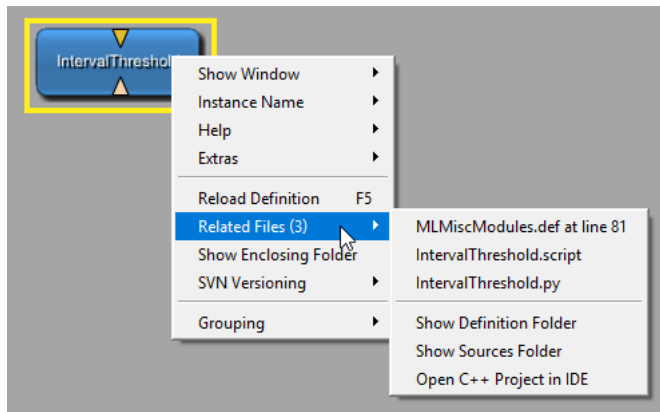 IntervalThreshol
Show Window
Instance Name
Help
Extras
Reload Definition F5
Related Files (3)
Show Enclosing Folder
SVN Versioning
Grouping
MLMiscModules.def at line 81
IntervalThreshold.script
IntervalThreshold.py
Show Definition Folder
Show Sources Folder
Open C++ Project in IDE